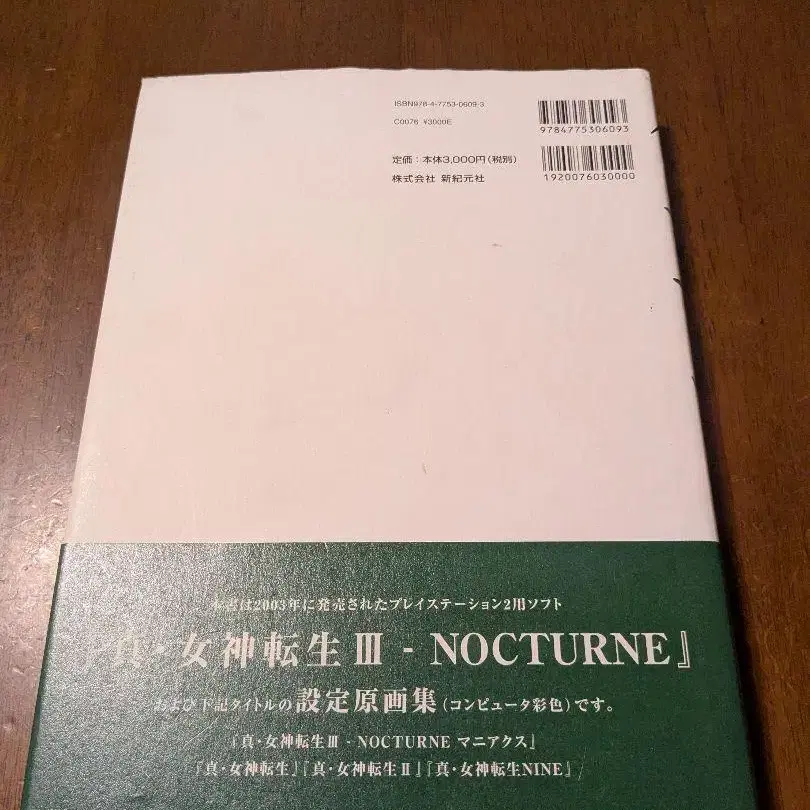 ISBN978-4-7753-0609-3
C0076 ¥3000E
9784775306093
定価：本体3,000円(税別)
株式会社 新紀元社
1920076030000
本書は2003年に発売されたプレイステーション2用ソフト
真・女神転生Ⅲ - NOCTURNE』
および下記タイトルの設定原画集(コンピュータ彩色)です。
『真・女神転生Ⅲ - NOCTURNE マニアクス』
『真・女神転生』『真・女神転生Ⅱ』『真・女神転生NINE』